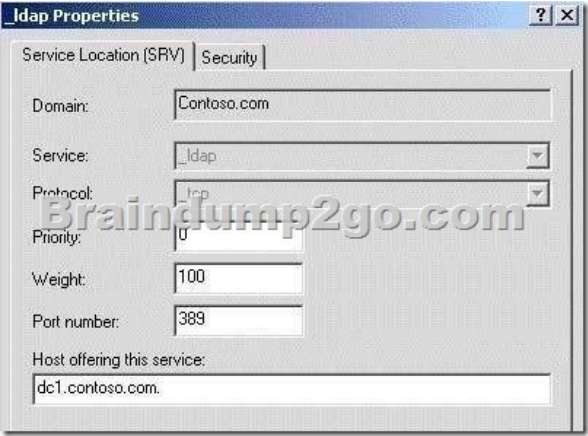 _ldap Properties
Service Location (SRV) Security
Domain: Contoso.com
Service: _ldap
Protocol: _tcp
Braindump2go.com
Priority: 0
Weight: 100
Port number: 389
Host offering this service:
dc1.contoso.com.